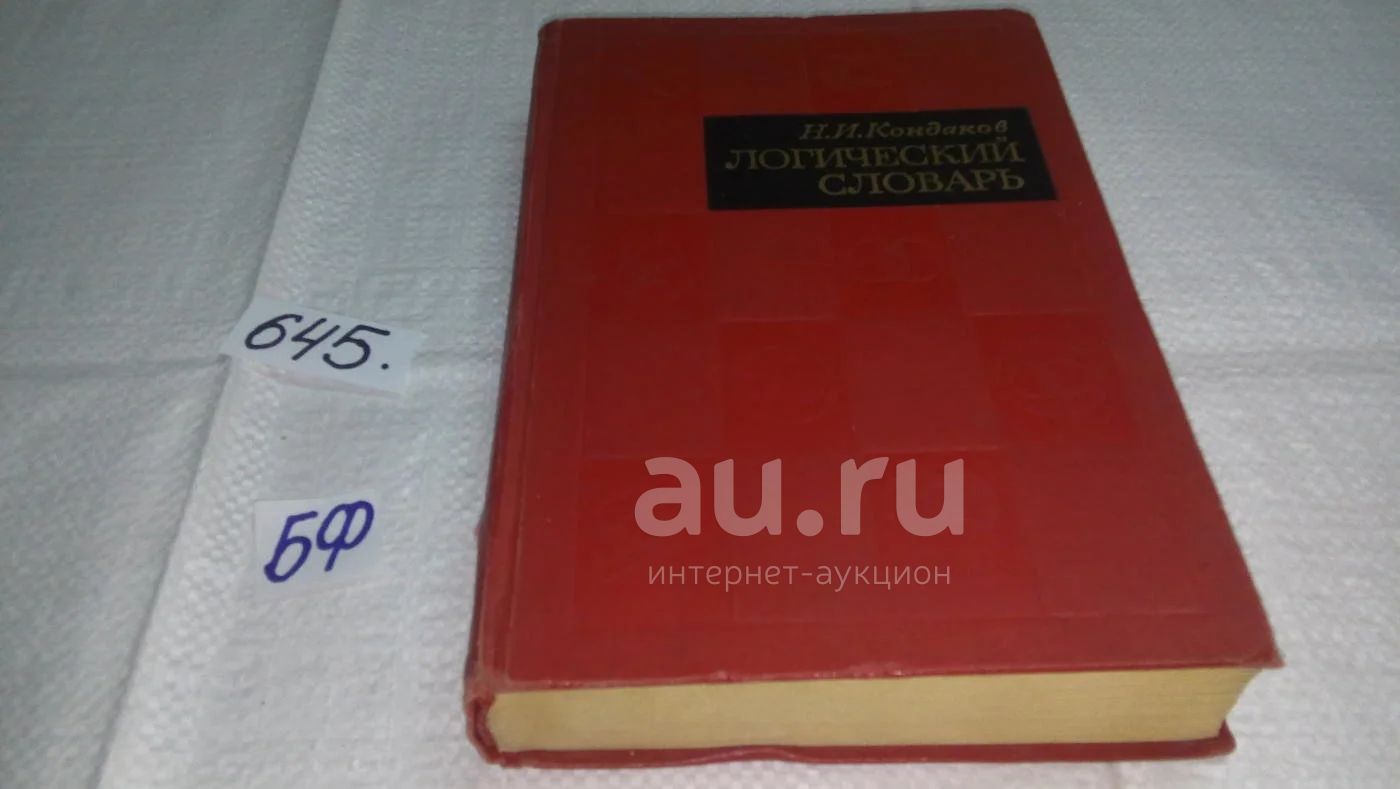 Н.И.Кондаков
ЛОГИЧЕСКИЙ
СЛОВАРЬ
645.
БФ
au.ru
интернет-аукцион